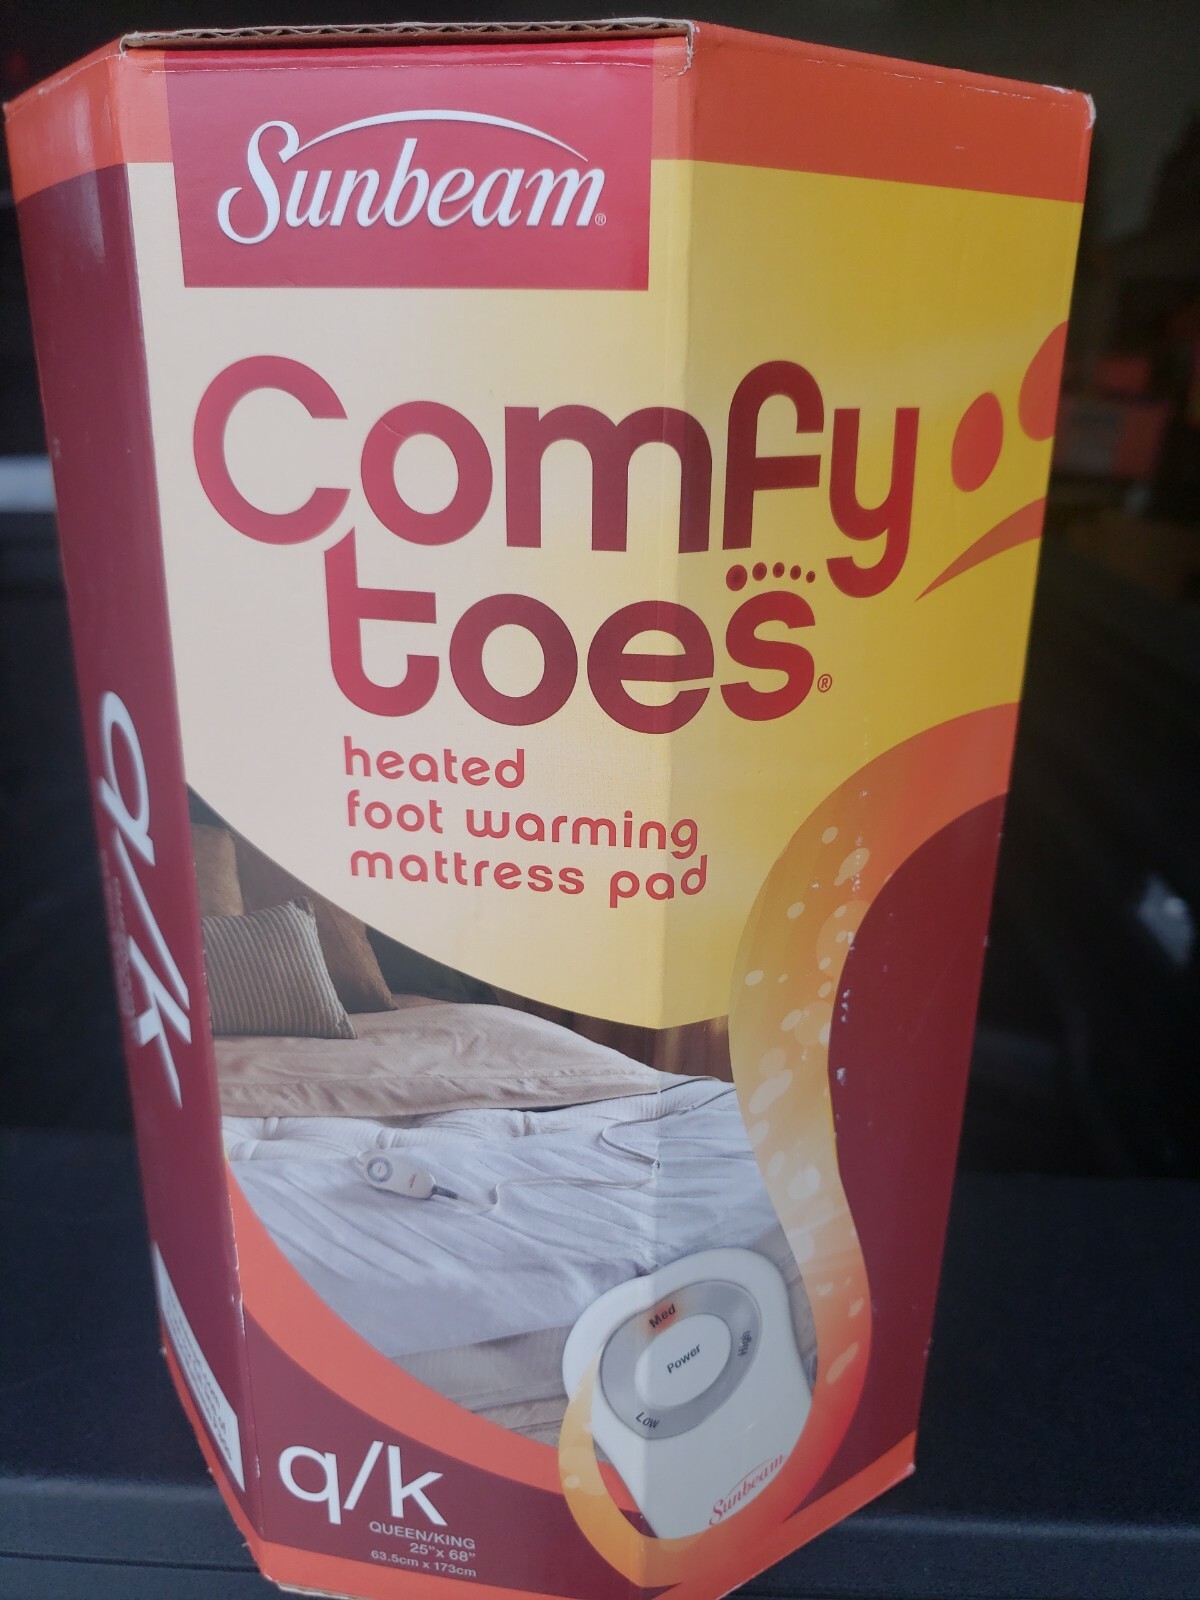 Sunbeam®
Comfy
toes®
heated
foot warming
mattress pad
q/k
Med
Power
High
Low
Sunbeam
q/k
QUEEN/KING
25"x 68"
63.5cm x 173cm